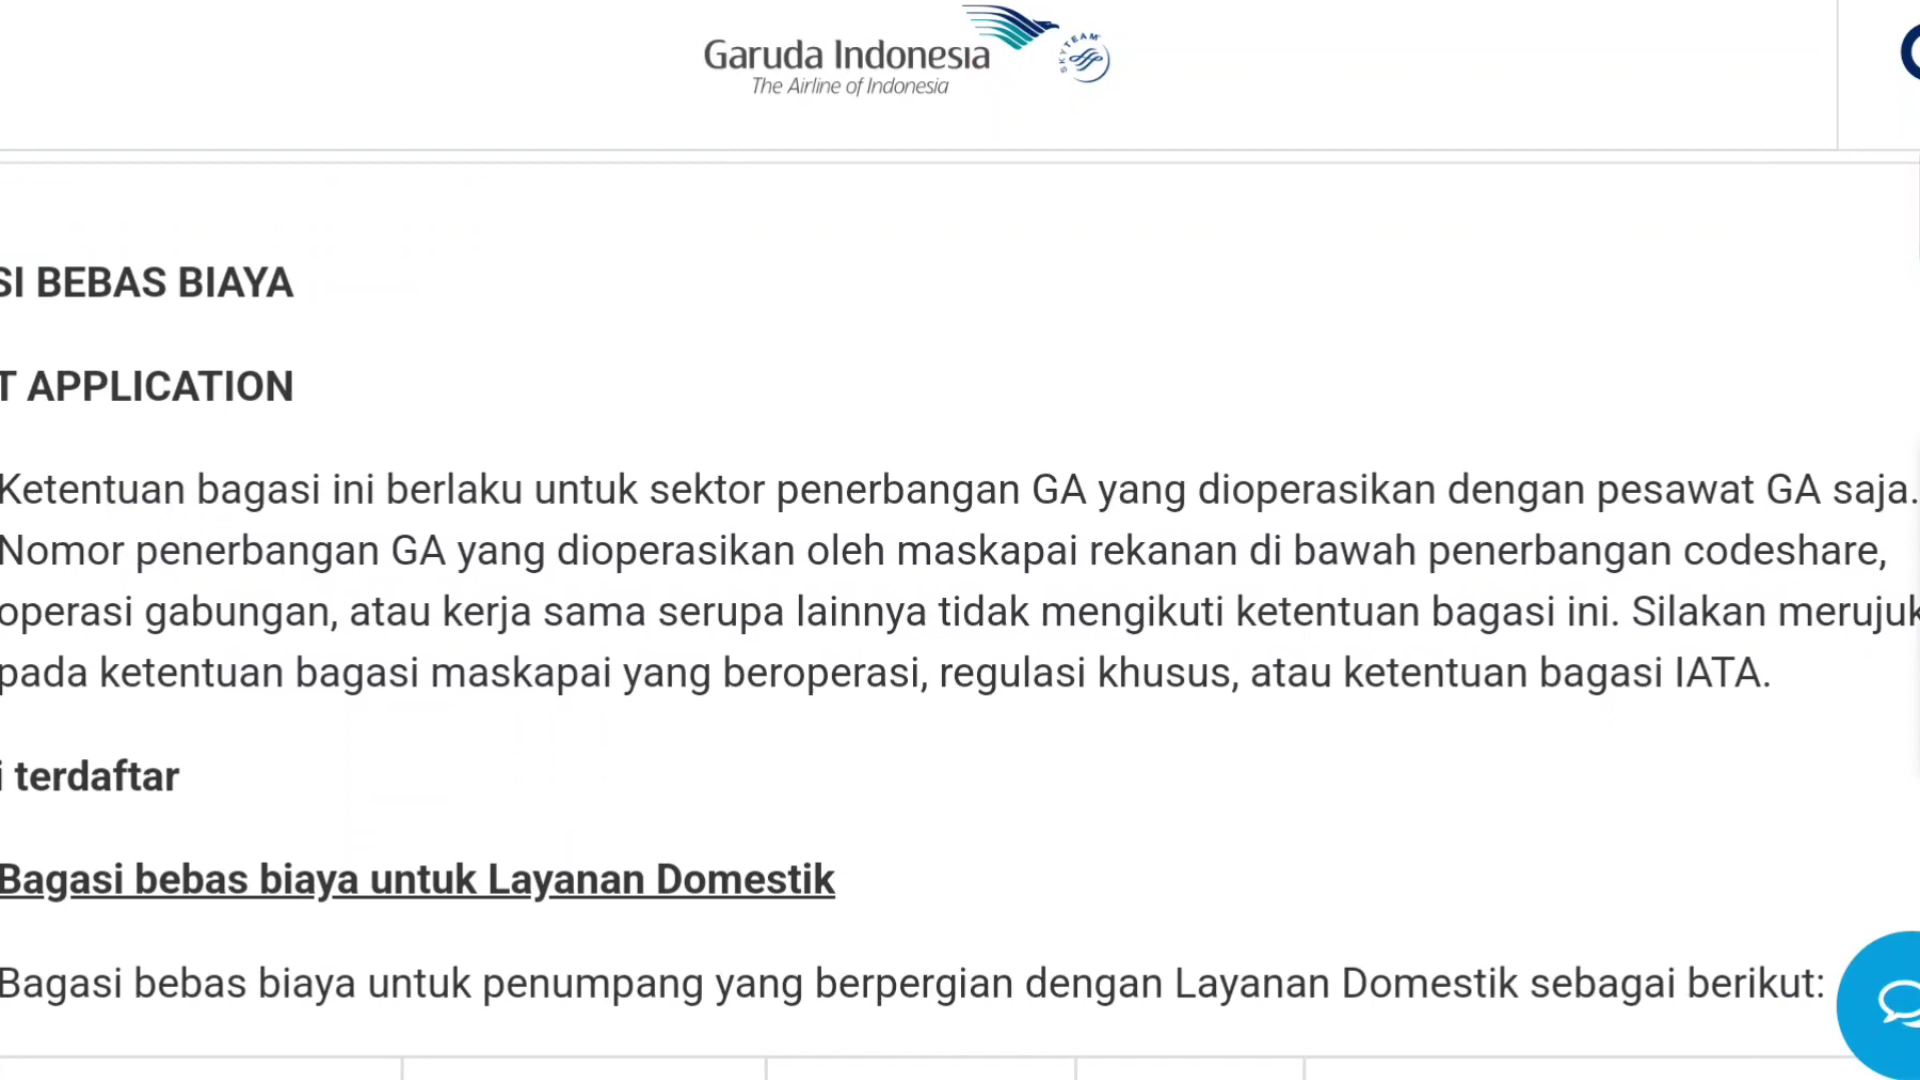 Garuda Indonesia
The Airline of Indonesia
SKYTEAM
SI BEBAS BIAYA
T APPLICATION
Ketentuan bagasi ini berlaku untuk sektor penerbangan GA yang dioperasikan dengan pesawat GA saja.
Nomor penerbangan GA yang dioperasikan oleh maskapai rekanan di bawah penerbangan codeshare,
operasi gabungan, atau kerja sama serupa lainnya tidak mengikuti ketentuan bagasi ini. Silakan merujuk
pada ketentuan bagasi maskapai yang beroperasi, regulasi khusus, atau ketentuan bagasi IATA.
i terdaftar
Bagasi bebas biaya untuk Layanan Domestik
Bagasi bebas biaya untuk penumpang yang berpergian dengan Layanan Domestik sebagai berikut: